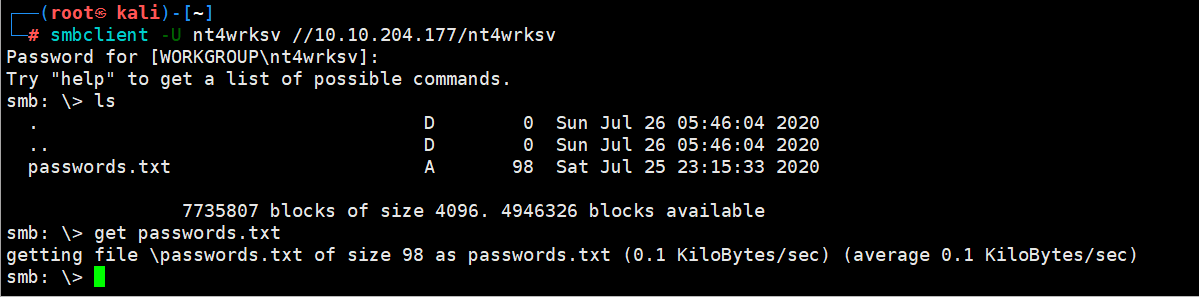 ┌──(root㉿ kali)-[~]
└─# smbclient -U nt4wrksv //10.10.204.177/nt4wrksv
Password for [WORKGROUP\nt4wrksv]:
Try "help" to get a list of possible commands.
smb: \> ls
  .                                   D        0  Sun Jul 26 05:46:04 2020
  ..                                  D        0  Sun Jul 26 05:46:04 2020
  passwords.txt                       A       98  Sat Jul 25 23:15:33 2020
                7735807 blocks of size 4096. 4946326 blocks available
smb: \> get passwords.txt
getting file \passwords.txt of size 98 as passwords.txt (0.1 KiloBytes/sec) (average 0.1 KiloBytes/sec)
smb: \>